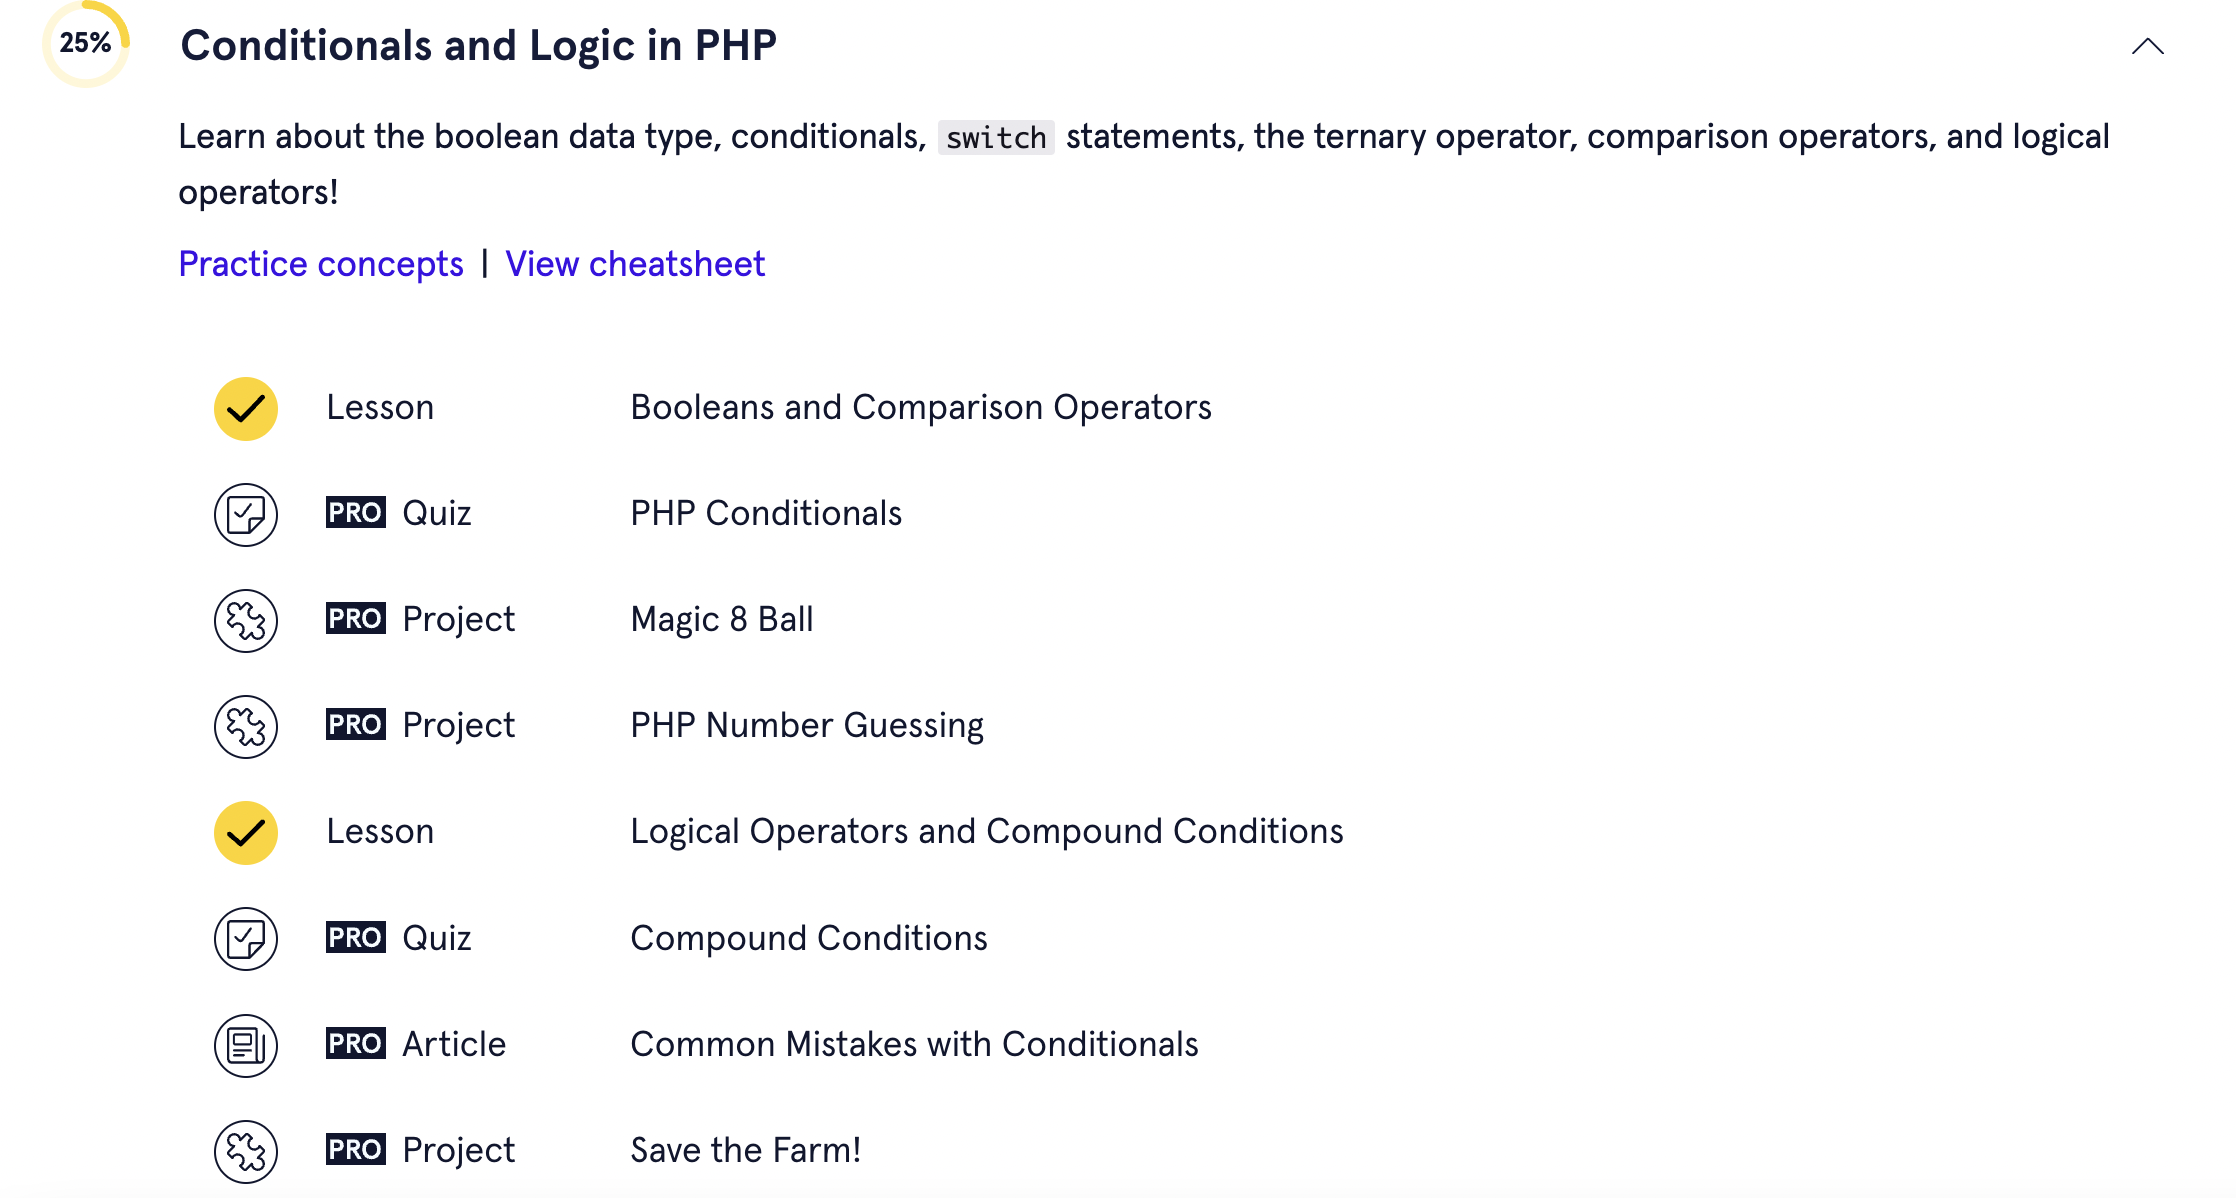 25% Conditionals and Logic in PHP
Learn about the boolean data type, conditionals, switch statements, the ternary operator, comparison operators, and logical
operators!
Practice concepts | View cheatsheet
Lesson Booleans and Comparison Operators
PRO Quiz PHP Conditionals
PRO Project Magic 8 Ball
PRO Project PHP Number Guessing
Lesson Logical Operators and Compound Conditions
PRO Quiz Compound Conditions
PRO Article Common Mistakes with Conditionals
PRO Project Save the Farm!